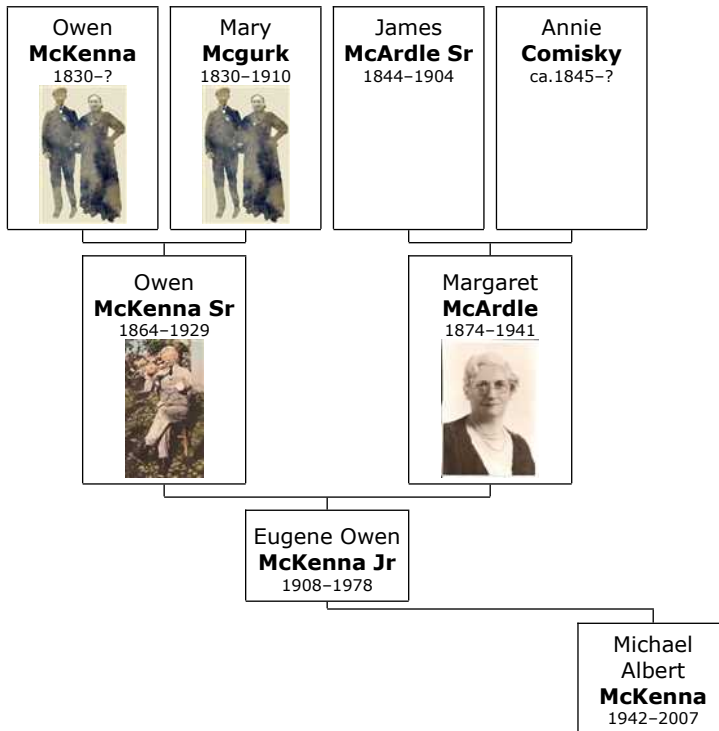 Owen
McKenna
1830–?
Mary
Mcgurk
1830–1910
James
McArdle Sr
1844–1904
Annie
Comisky
ca.1845–?
Owen
McKenna Sr
1864–1929
Margaret
McArdle
1874–1941
Eugene Owen
McKenna Jr
1908–1978
Michael
Albert
McKenna
1942–2007